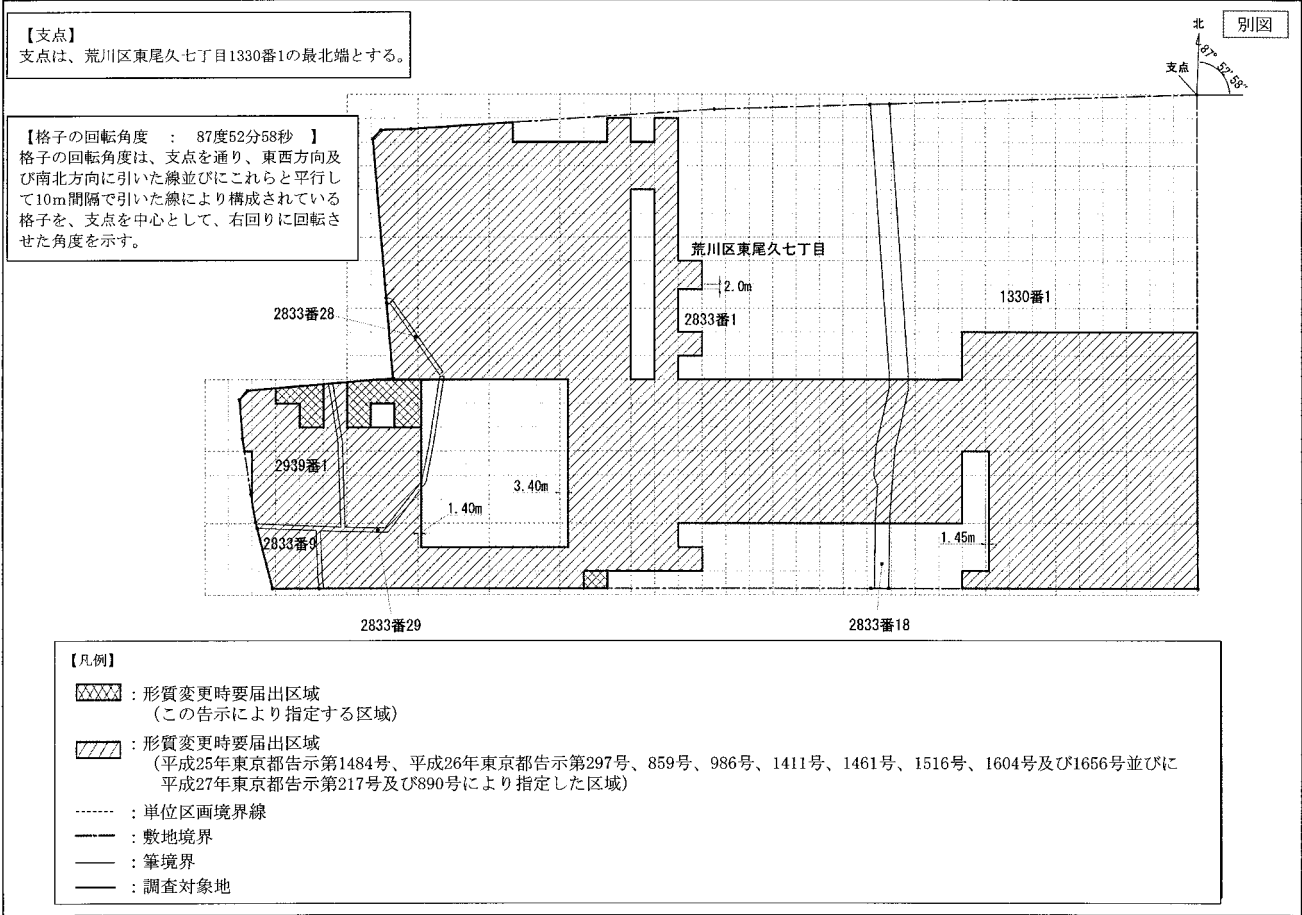 別図
【支点】
支点は、荒川区東尾久七丁目1330番1の最北端とする。
北
87° 52' 58"
支点
【格子の回転角度 : 87度52分58秒 】
格子の回転角度は、支点を通り、東西方向及
び南北方向に引いた線並びにこれらと平行し
て10m間隔で引いた線により構成されている
格子を、支点を中心として、右回りに回転さ
せた角度を示す。
荒川区東尾久七丁目
2.0m
1330番1
2833番28
2833番1
2939番1
3.40m
1.40m
2833番9
1.45m
2833番29
2833番18
【凡例】
:形質変更時要届出区域
(この告示により指定する区域)
:形質変更時要届出区域
(平成25年東京都告示第1484号、平成26年東京都告示第297号、859号、986号、1411号、1461号、1516号、1604号及び1656号並びに
平成27年東京都告示第217号及び890号により指定した区域)
:単位区画境界線
:敷地境界
:筆境界
:調査対象地